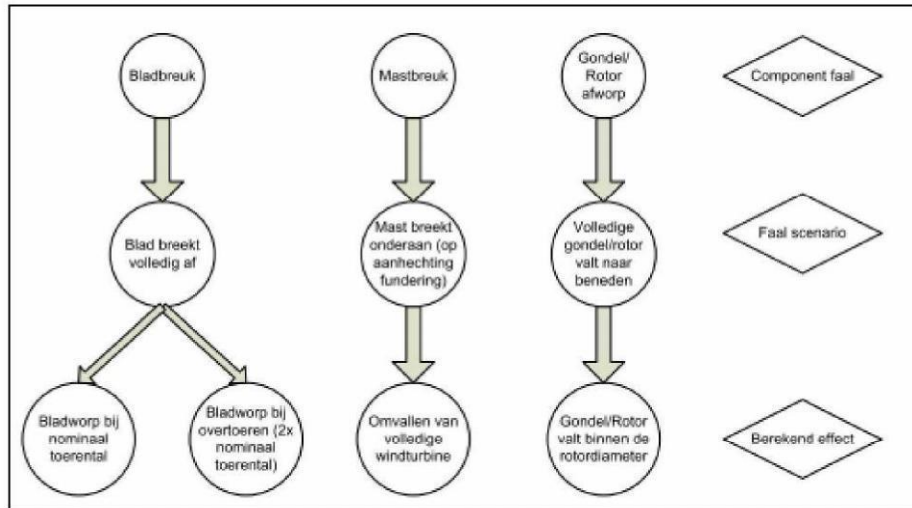 Bladbreuk
Mastbreuk
Gondel/
Rotor
afworp
Component faal
Blad breekt
volledig af
Mast breekt
onderaan (op
aanhechting
fundering)
Volledige
gondel/rotor
valt naar
beneden
Faal scenario
Bladworp bij
nominaal
toerental
Bladworp bij
overtoeren (2x
nominaal
toerental)
Omvallen van
volledige
windturbine
Gondel/Rotor
valt binnen de
rotordiameter
Berekend effect